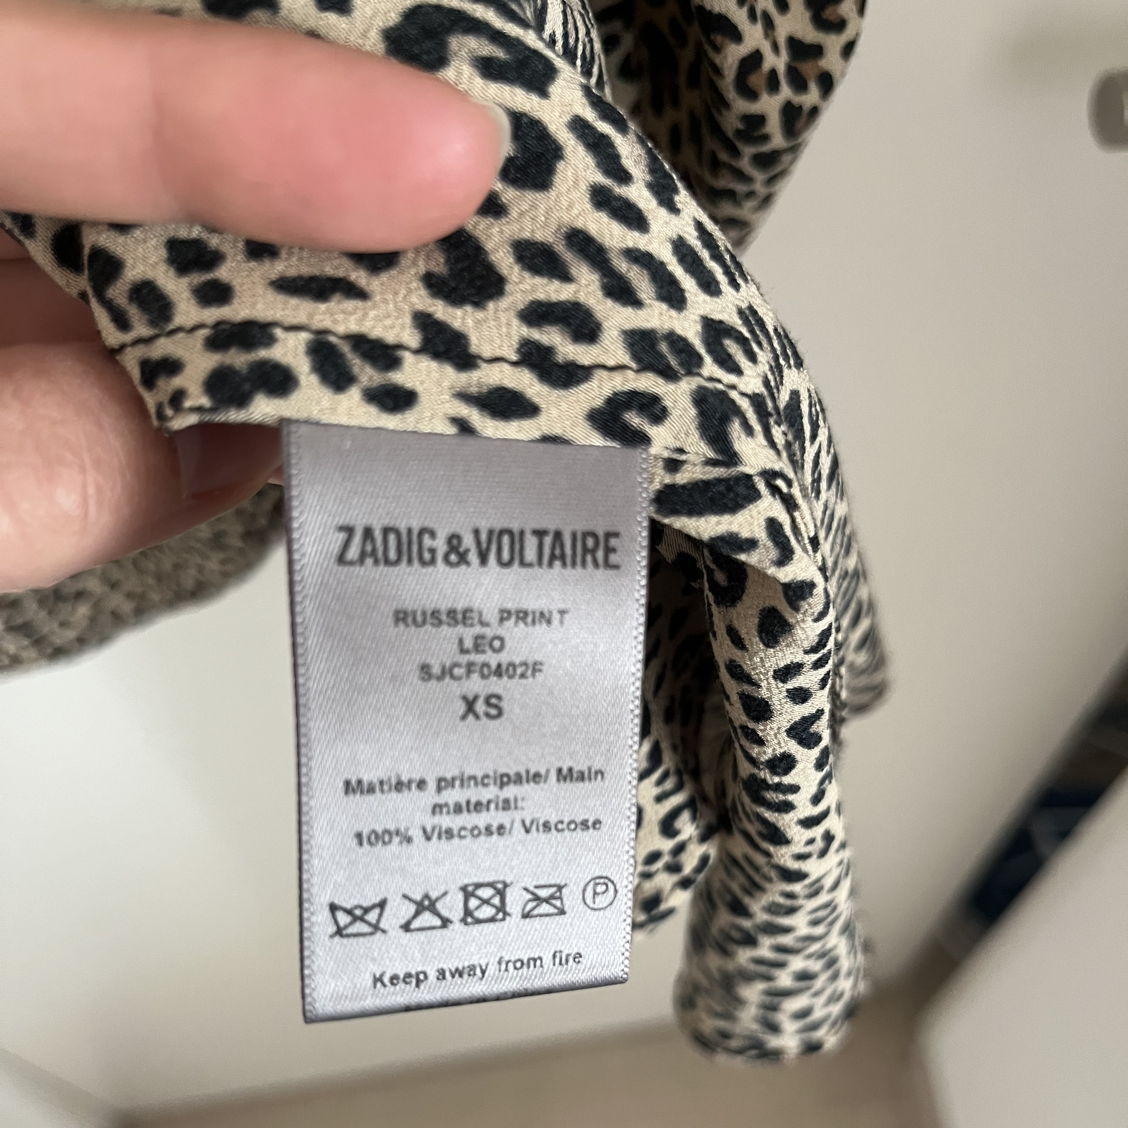 ZADIG&VOLTAIRE
RUSSEL PRINT
LEO
SJCF0402F
XS
Matière principale/ Main
material:
100% Viscose/ Viscose
P
Keep away from fire